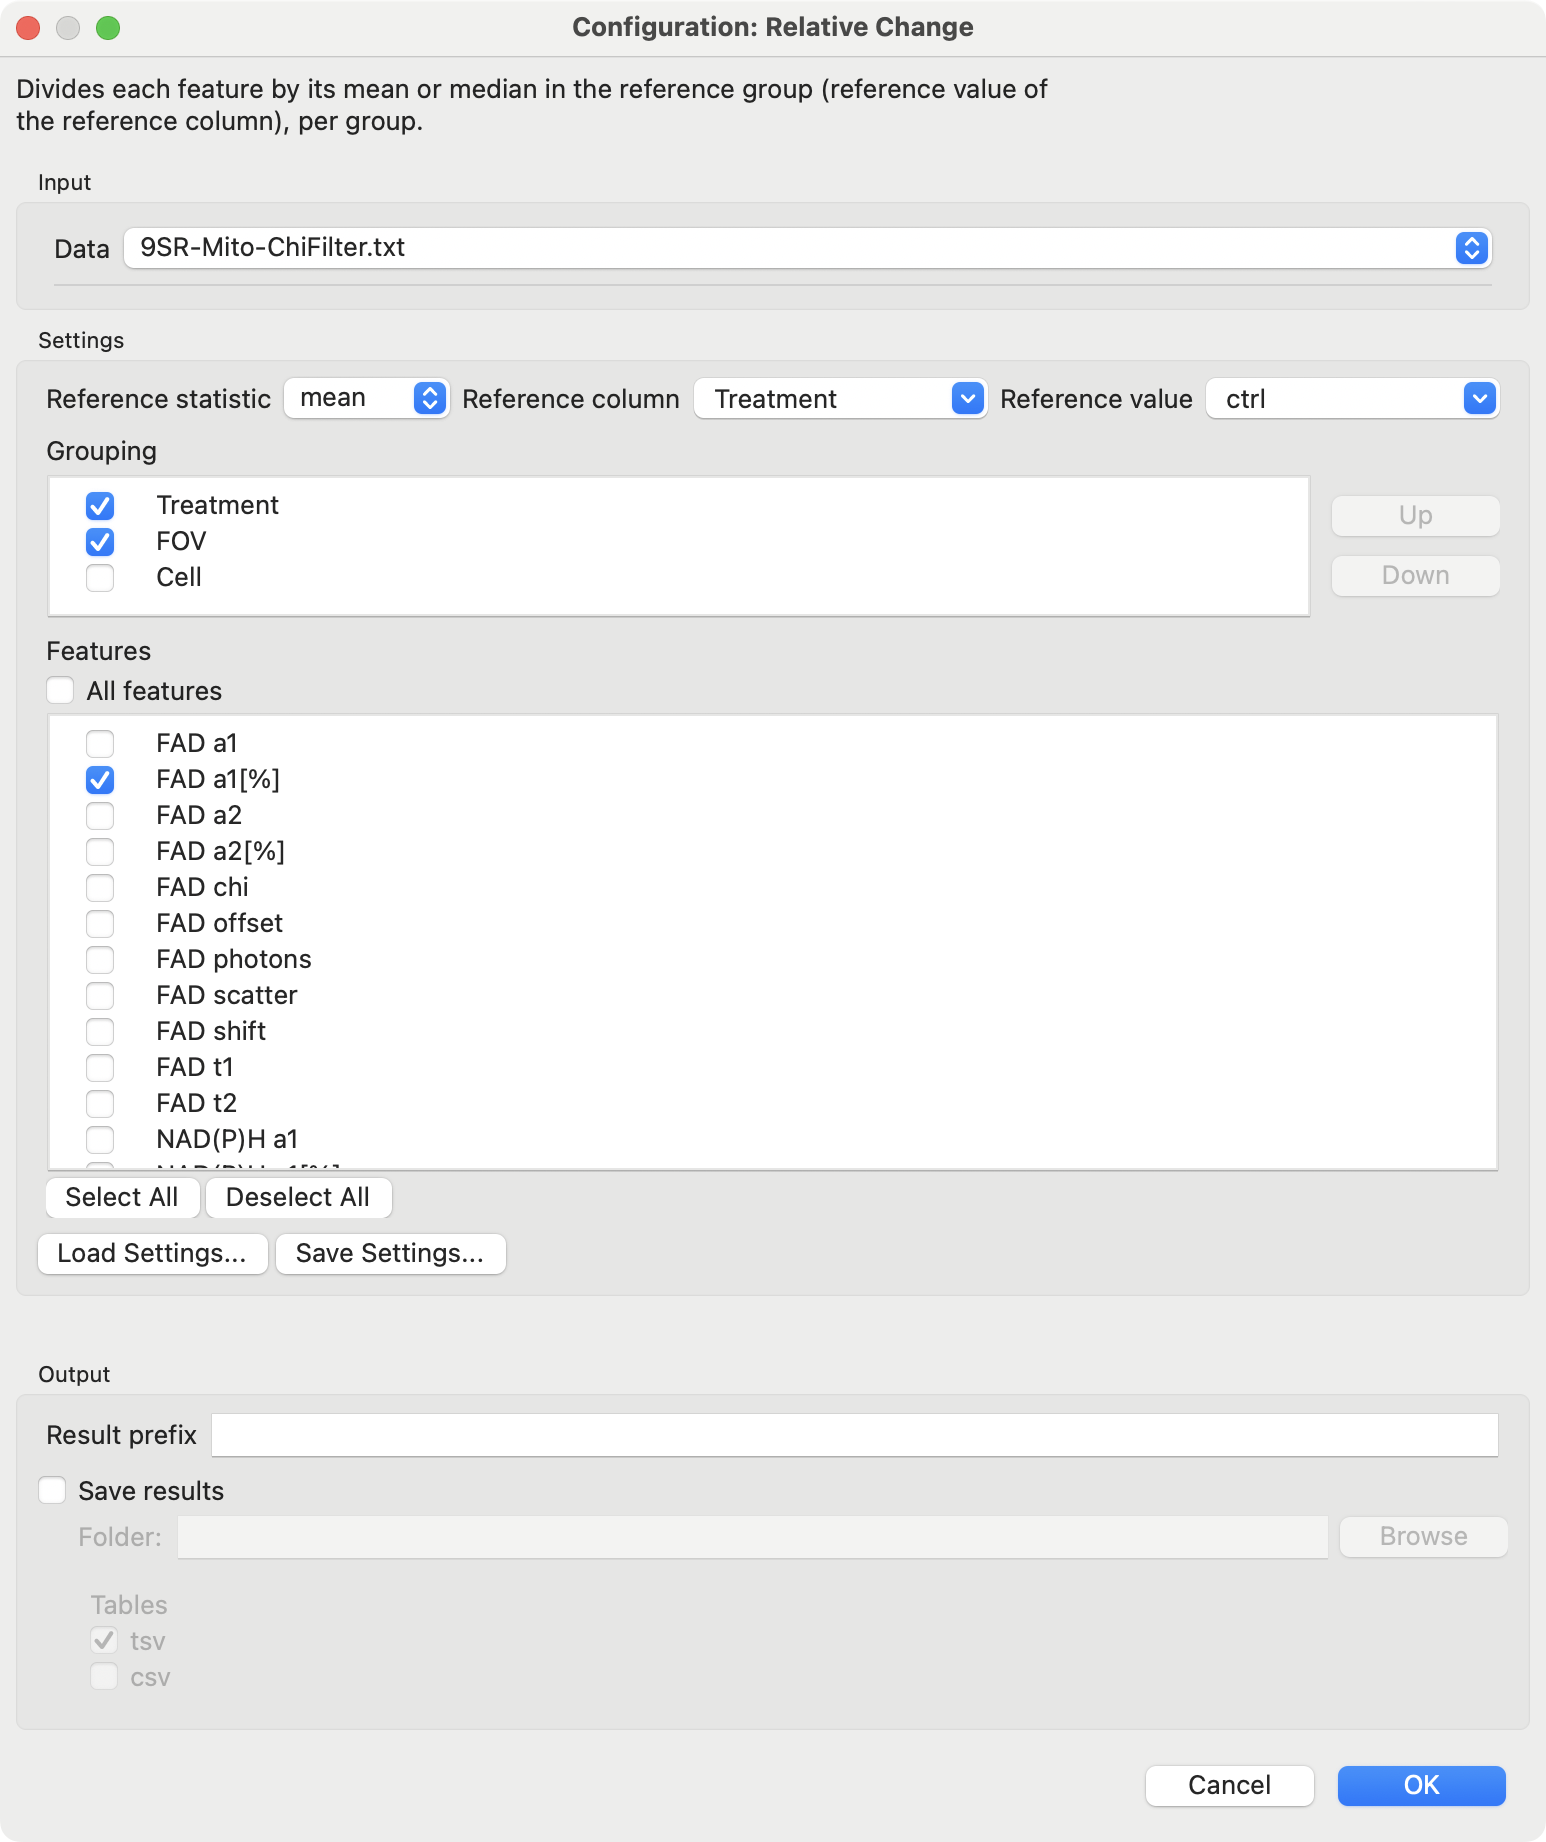 Configuration: Relative Change
Divides each feature by its mean or median in the reference group (reference value of
the reference column), per group.
Input
Data 9SR-Mito-ChiFilter.txt
Settings
Reference statistic mean Reference column Treatment Reference value ctrl
Grouping
Treatment
FOV
Cell
Up
Down
Features
All features
FAD a1
FAD a1[%]
FAD a2
FAD a2[%]
FAD chi
FAD offset
FAD photons
FAD scatter
FAD shift
FAD t1
FAD t2
NAD(P)H a1
NAD(P)H a1[%]
Select All Deselect All
Load Settings... Save Settings...
Output
Result prefix
Save results
Folder: Browse
Tables
tsv
csv
Cancel OK